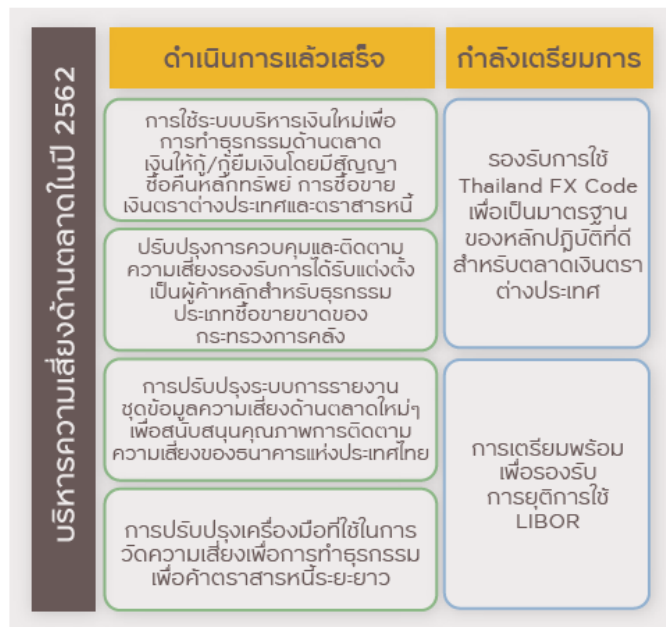 บริหารความเสี่ยงด้านตลาดในปี 2562
ดำเนินการแล้วเสร็จ
การใช้ระบบบริหารเงินใหม่เพื่อ
การทำธุรกรรมด้านตลาด
เงินให้กู้/กู้ยืมเงินโดยมีสัญญา
ซื้อคืนหลักทรัพย์ การซื้อขาย
เงินตราต่างประเทศและตราสารหนี้
ปรับปรุงการควบคุมและติดตาม
ความเสี่ยงรองรับการได้รับแต่งตั้ง
เป็นผู้ค้าหลักสำหรับธุรกรรม
ประเภทซื้อขายขาดของ
กระทรวงการคลัง
การปรับปรุงระบบการรายงาน
ชุดข้อมูลความเสี่ยงด้านตลาดใหม่ๆ
เพื่อสนับสนุนคุณภาพการติดตาม
ความเสี่ยงของธนาคารแห่งประเทศไทย
การปรับปรุงเครื่องมือที่ใช้ในการ
วัดความเสี่ยงเพื่อการทำธุรกรรม
เพื่อค้าตราสารหนี้ระยะยาว
กำลังเตรียมการ
รองรับการใช้
Thailand FX Code
เพื่อเป็นมาตรฐาน
ของหลักปฏิบัติที่ดี
สำหรับตลาดเงินตรา
ต่างประเทศ
การเตรียมพร้อม
เพื่อรองรับ
การยุติการใช้
LIBOR